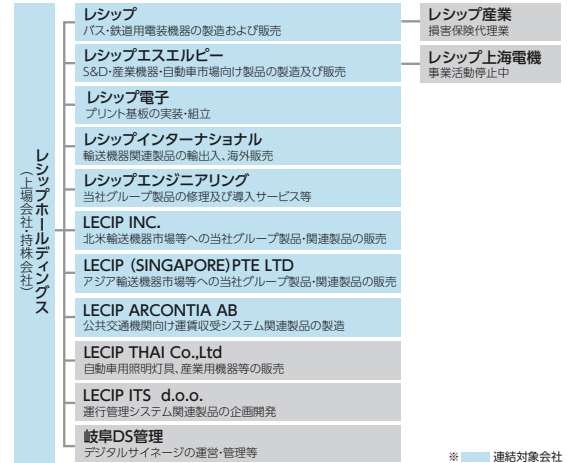 レシップホールディングス
(上場会社・持株会社)
レシップ
バス・鉄道用電装機器の製造および販売
レシップ産業
損害保険代理業
レシップエスエルピー
S&D・産業機器・自動車市場向け製品の製造及び販売
レシップ上海電機
事業活動停止中
レシップ電子
プリント基板の実装・組立
レシップインターナショナル
輸送機器関連製品の輸出入、海外販売
レシップエンジニアリング
当社グループ製品の修理及び導入サービス等
LECIP INC.
北米輸送機器市場等への当社グループ製品・関連製品の販売
LECIP (SINGAPORE)PTE LTD
アジア輸送機器市場等への当社グループ製品・関連製品の販売
LECIP ARCONTIA AB
公共交通機関向け運賃収受システム関連製品の製造
LECIP THAI Co.,Ltd
自動車用照明灯具、産業用機器等の販売
LECIP ITS d.o.o.
運行管理システム関連製品の企画開発
岐阜DS管理
デジタルサイネージの運営・管理等
※ 連結対象会社